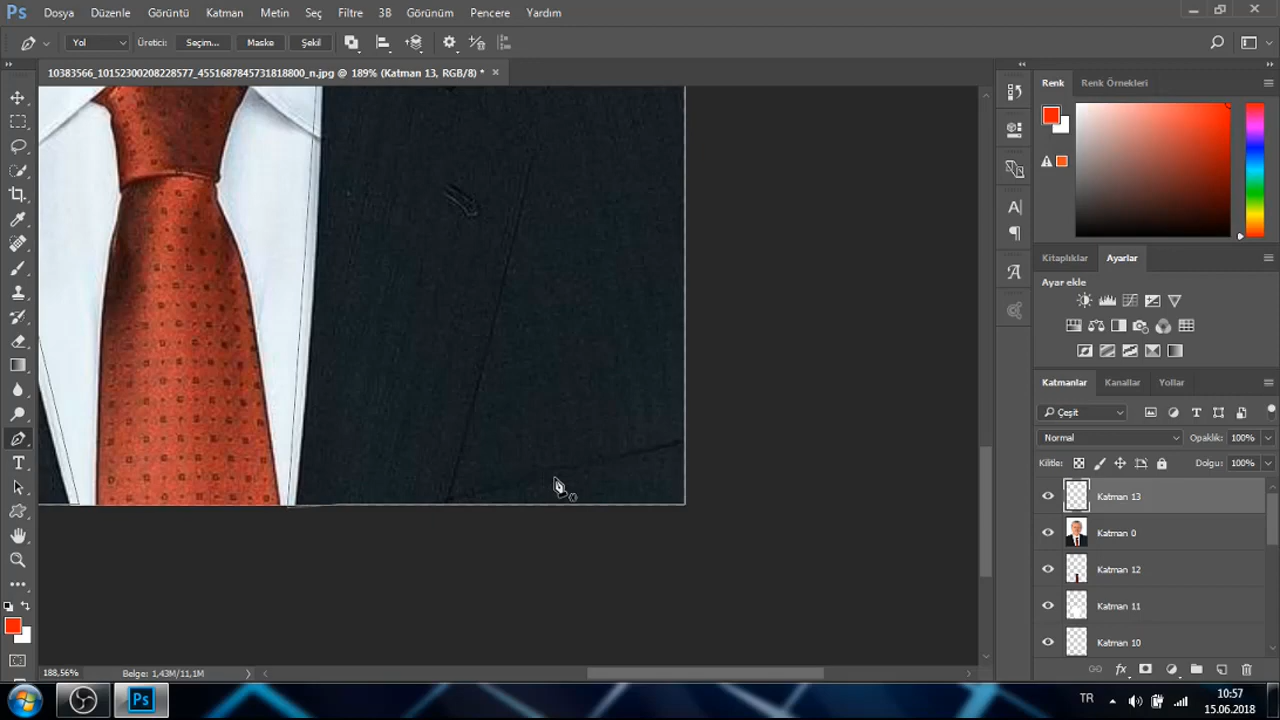 Ps Dosya Düzenle Görüntü Katman Metin Seç Filtre 3B Görünüm Pencere Yardım
Yol Üretici: Seçim... Maske Şekil
10383566_10152300208228577_4551687845731818800_n.jpg @ 189% (Katman 13, RGB/8) *
Renk Renk Örnekleri
Kitaplıklar Ayarlar
Ayar ekle
Katmanlar Kanallar Yollar
Çeşit
Normal Opaklık: 100%
Kilitle: Dolgu: 100%
Katman 13
Katman 0
Katman 12
Katman 11
Katman 10
188,56% Belge: 1,43M/11,1M
Ps TR 10:57
15.06.2018